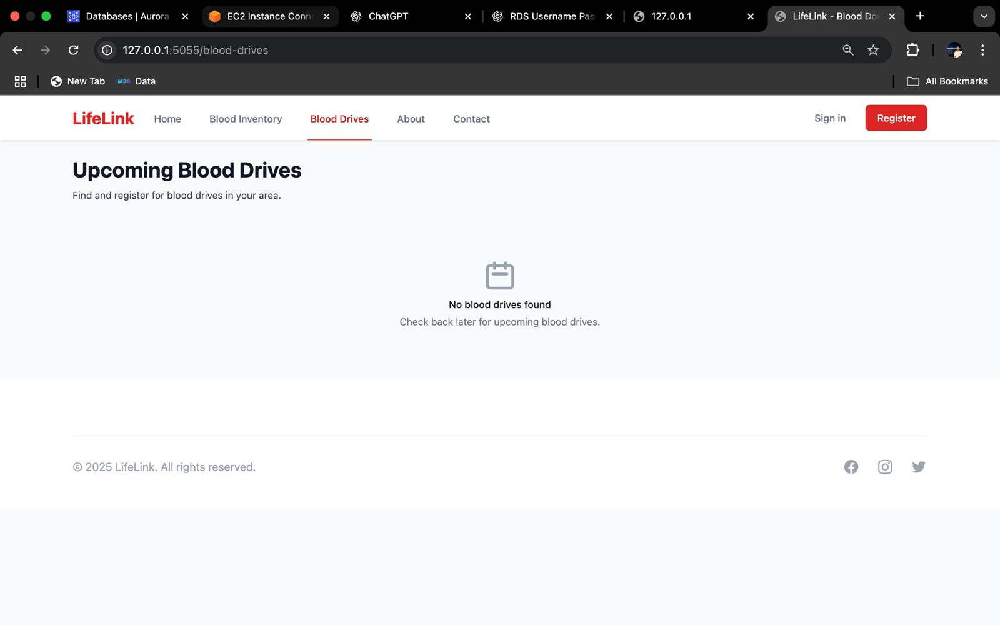 Databases | Aurora
EC2 Instance Conn
ChatGPT
RDS Username Pas
127.0.0.1
LifeLink - Blood Do
127.0.0.1:5055/blood-drives
New Tab
MDB Data
All Bookmarks
LifeLink
Home
Blood Inventory
Blood Drives
About
Contact
Sign in
Register
Upcoming Blood Drives
Find and register for blood drives in your area.
No blood drives found
Check back later for upcoming blood drives.
© 2025 LifeLink. All rights reserved.